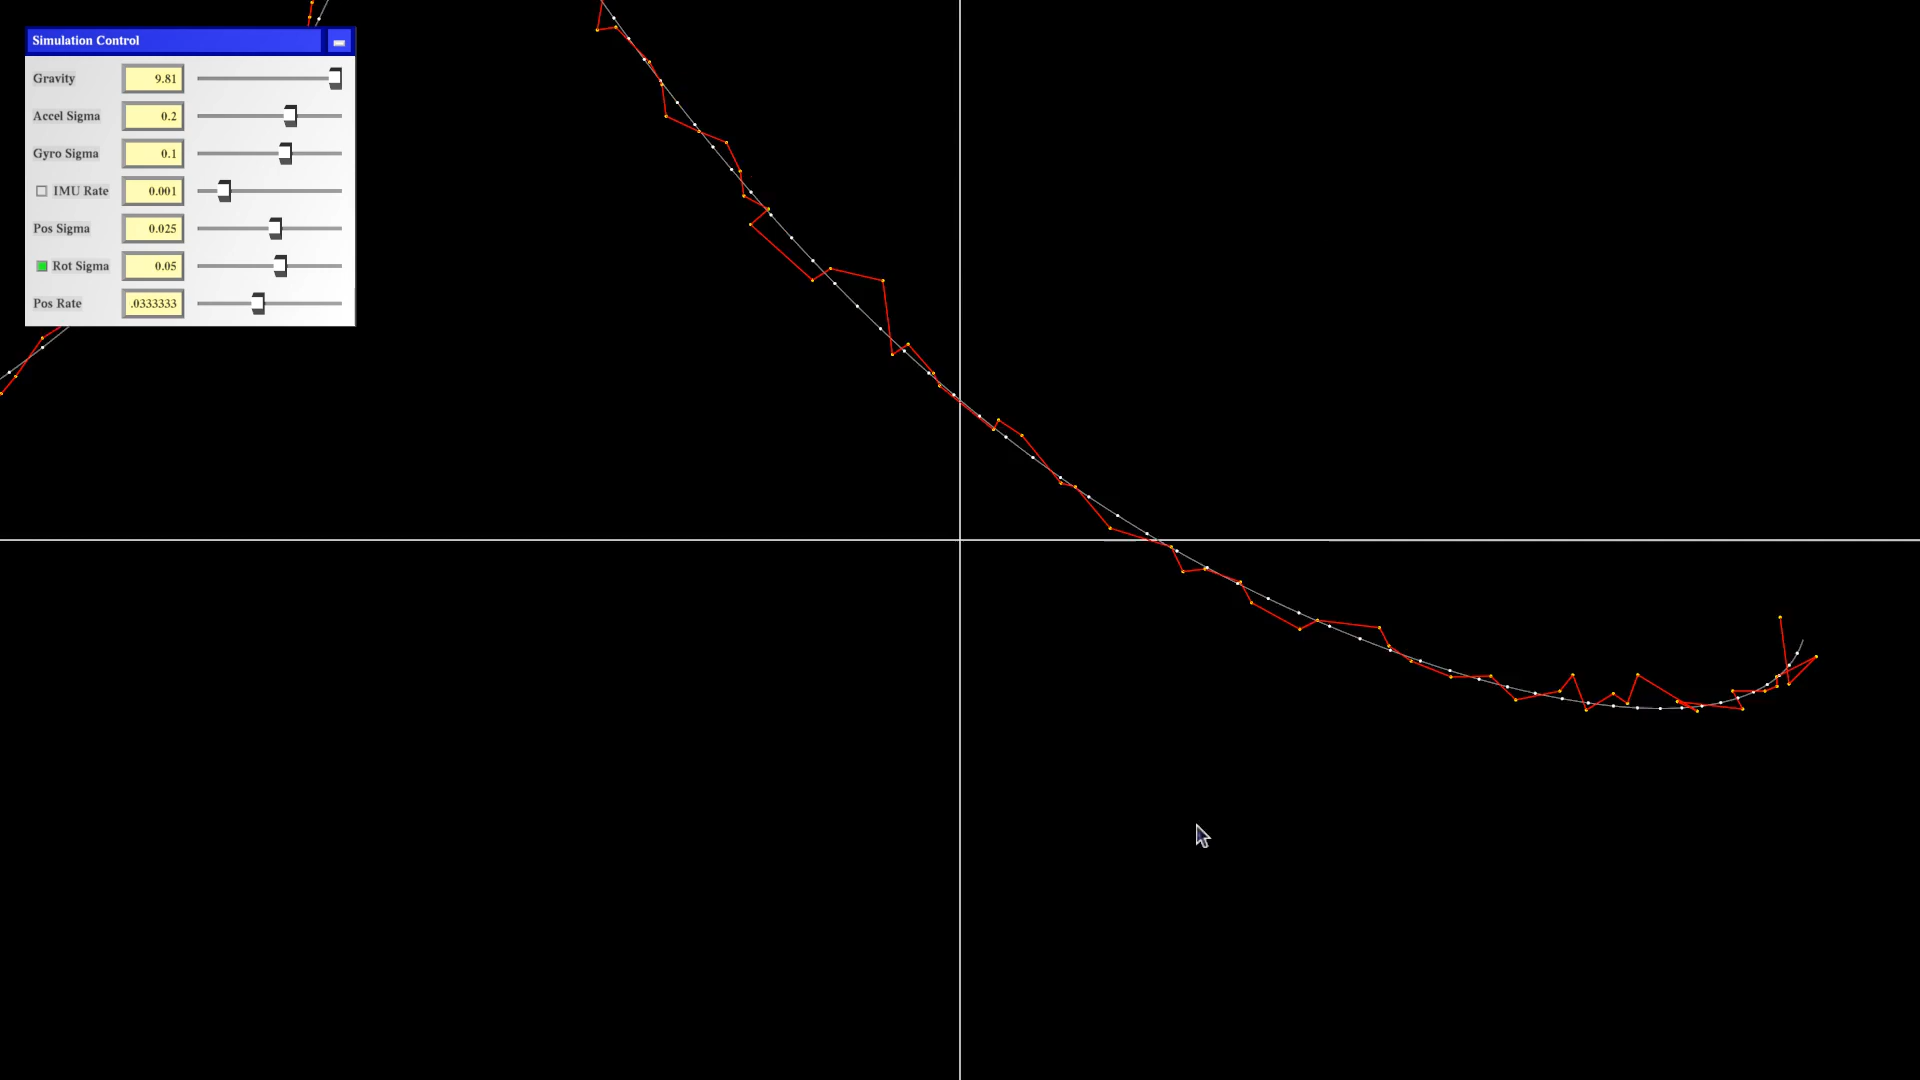 Simulation Control
Gravity 9.81
Accel Sigma 0.2
Gyro Sigma 0.1
IMU Rate 0.001
Pos Sigma 0.025
Rot Sigma 0.05
Pos Rate .0333333